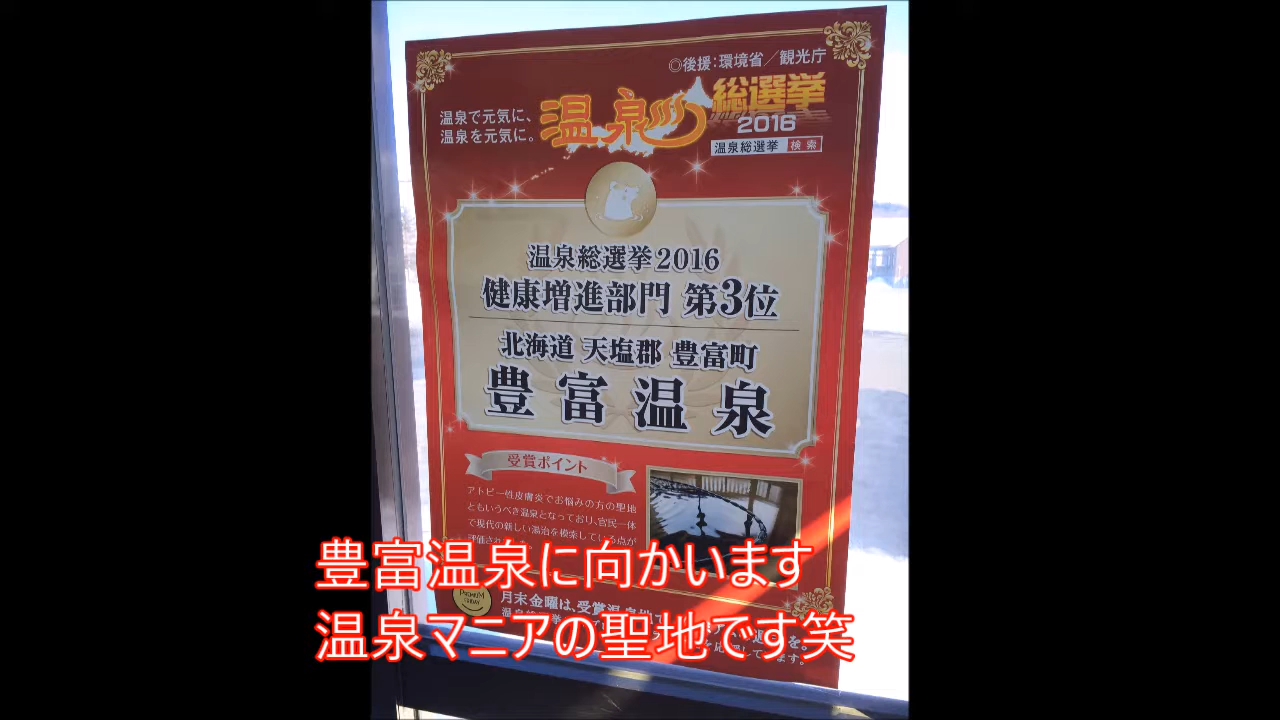 ◎後援：環境省／観光庁
温泉で元気に、
温泉を元気に。
温泉
総選挙
2016
温泉総選挙 検索
温泉総選挙2016
健康増進部門 第3位
北海道 天塩郡 豊富町
豊富温泉
受賞ポイント
アトピー性皮膚炎でお悩みの方の聖地
ともいうべき温泉となっており、官民一体
で現代の新しい湯治を模索している点が
豊富温泉に向かいます
PREMIUM
FRIDAY
月末金曜は、受賞温泉地で
温泉マニアの聖地です笑